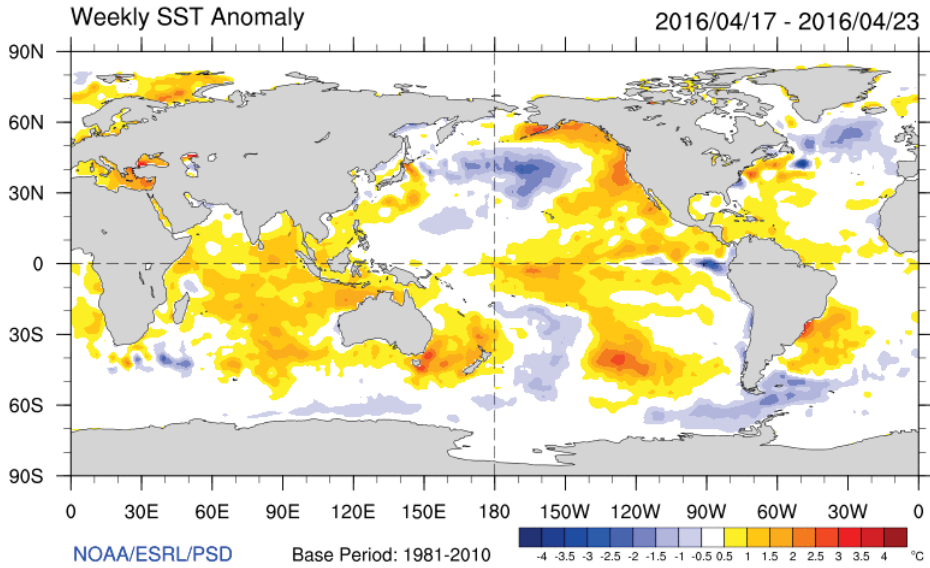 Weekly SST Anomaly 2016/04/17 - 2016/04/23
90N
60N
30N
0
30S
60S
90S
0 30E 60E 90E 120E 150E 180 150W 120W 90W 60W 30W 0
NOAA/ESRL/PSD Base Period: 1981-2010
-4 -3.5 -3 -2.5 -2 -1.5 -1 -0.5 0.5 1 1.5 2 2.5 3 3.5 4 °C